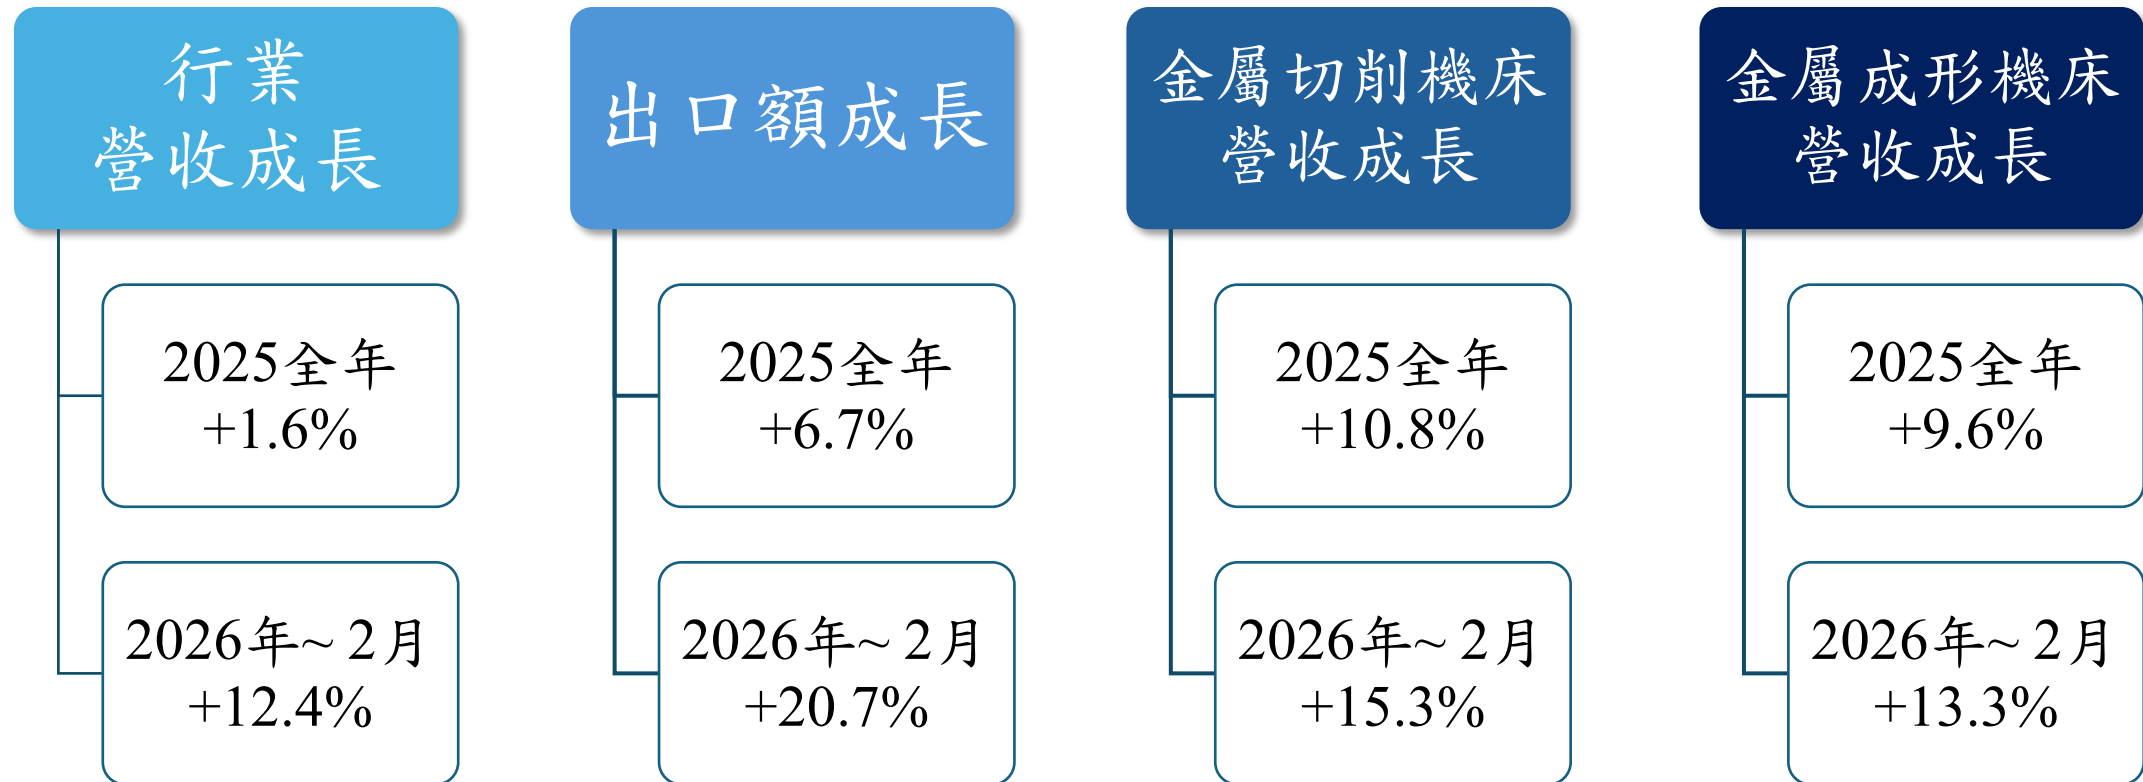 行業
營收成長
2025全年
+1.6%
2026年~ 2月
+12.4%
出口額成長
2025全年
+6.7%
2026年~ 2月
+20.7%
金屬切削機床
營收成長
2025全年
+10.8%
2026年~ 2月
+15.3%
金屬成形機床
營收成長
2025全年
+9.6%
2026年~ 2月
+13.3%